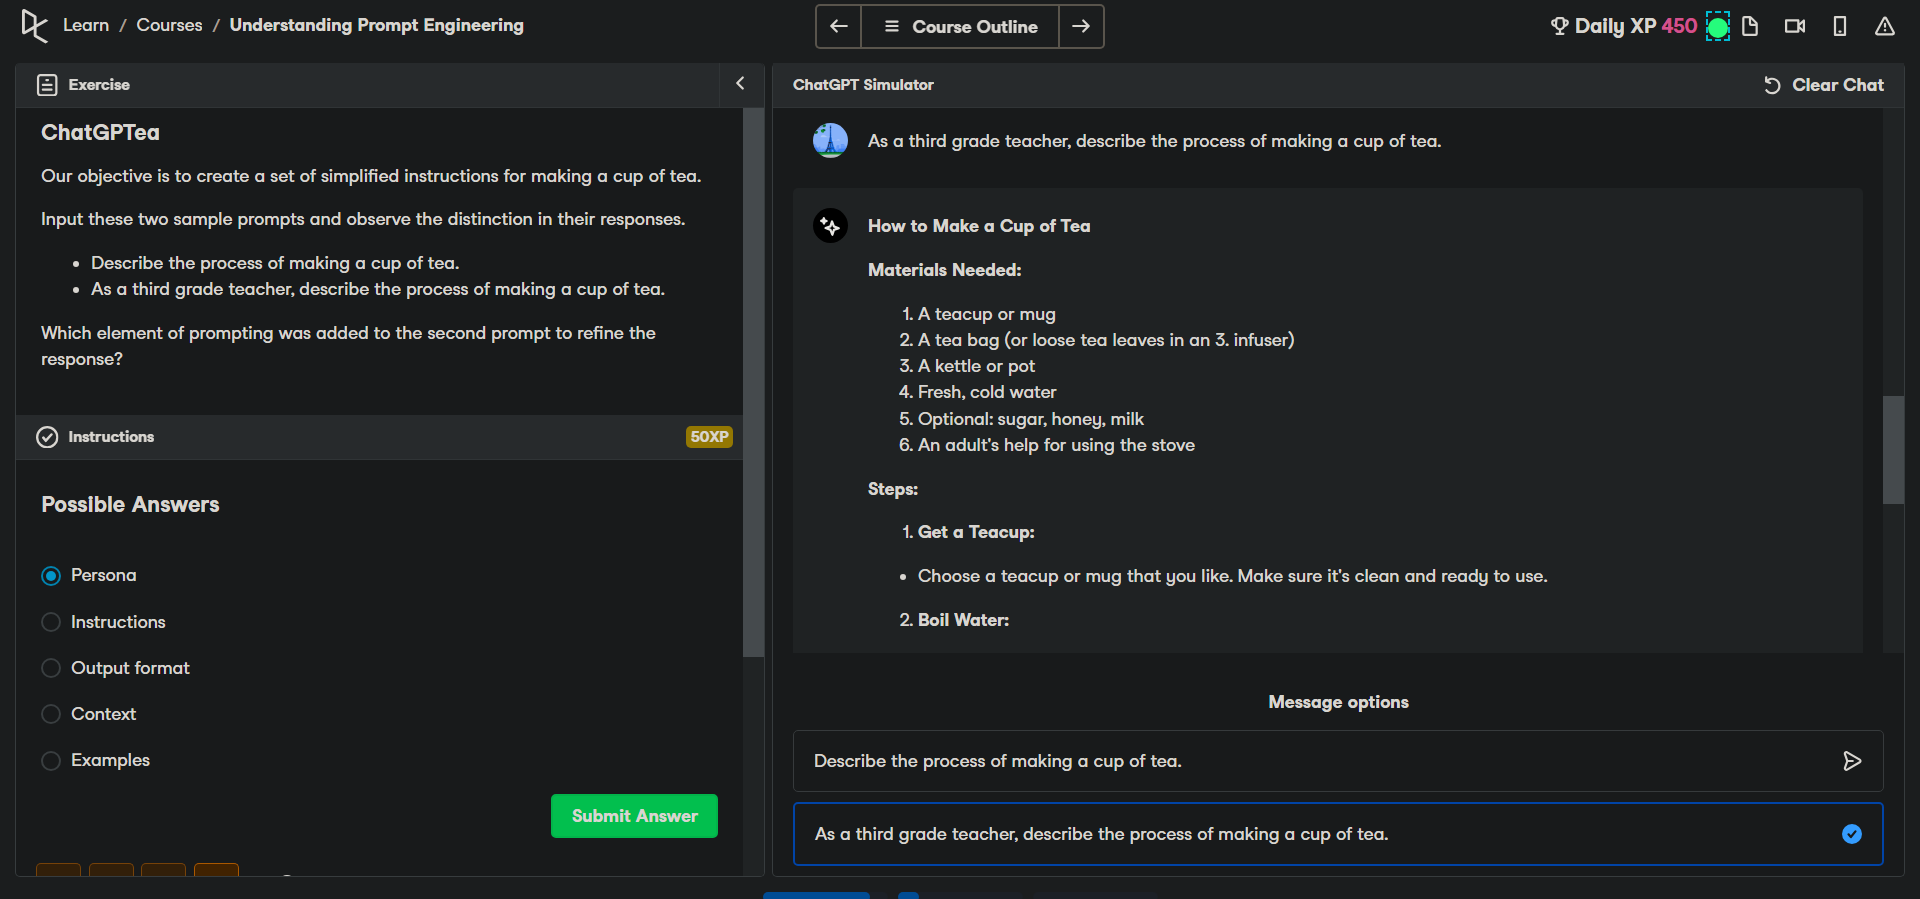 Learn / Courses / Understanding Prompt Engineering
Course Outline
Daily XP 450
Exercise
ChatGPTea
Our objective is to create a set of simplified instructions for making a cup of tea.
Input these two sample prompts and observe the distinction in their responses.
• Describe the process of making a cup of tea.
• As a third grade teacher, describe the process of making a cup of tea.
Which element of prompting was added to the second prompt to refine the
response?
Instructions
50XP
Possible Answers
Persona
Instructions
Output format
Context
Examples
Submit Answer
ChatGPT Simulator
Clear Chat
As a third grade teacher, describe the process of making a cup of tea.
How to Make a Cup of Tea
Materials Needed:
1. A teacup or mug
2. A tea bag (or loose tea leaves in an 3. infuser)
3. A kettle or pot
4. Fresh, cold water
5. Optional: sugar, honey, milk
6. An adult's help for using the stove
Steps:
1. Get a Teacup:
• Choose a teacup or mug that you like. Make sure it's clean and ready to use.
2. Boil Water:
Message options
Describe the process of making a cup of tea.
As a third grade teacher, describe the process of making a cup of tea.